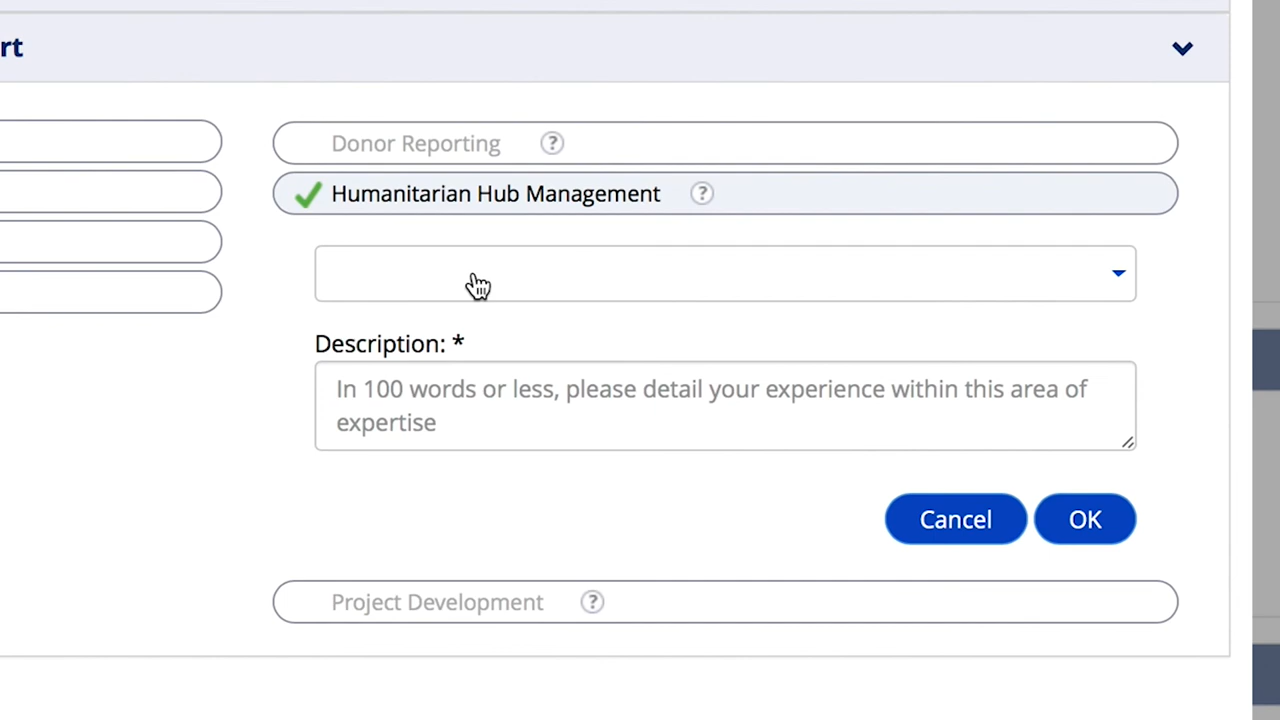 rt
Donor Reporting ?
Humanitarian Hub Management ?
Description: *
In 100 words or less, please detail your experience within this area of
expertise
Cancel OK
Project Development ?